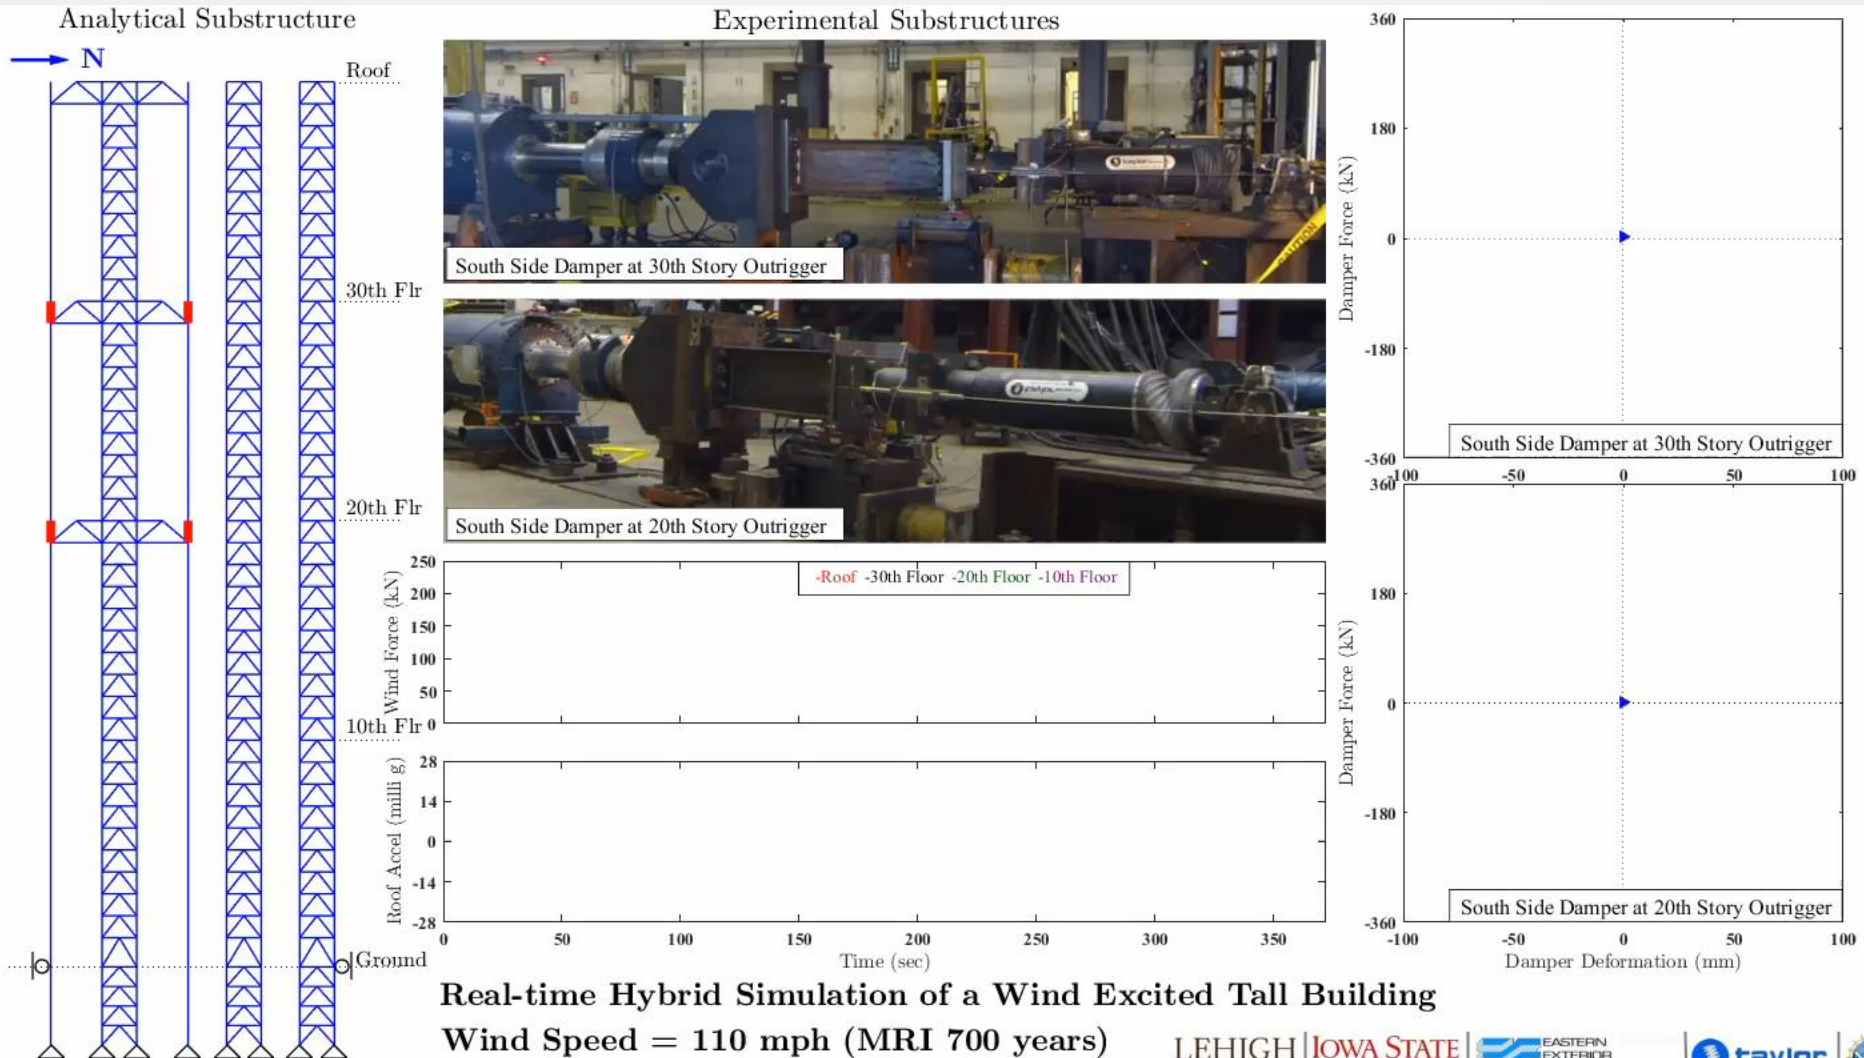 Analytical Substructure
N
Roof
30th Flr
20th Flr
10th Flr
Ground
Experimental Substructures
taylor
South Side Damper at 30th Story Outrigger
South Side Damper at 20th Story Outrigger
Wind Force (kN)
250
200
150
100
50
0
-Roof -30th Floor -20th Floor -10th Floor
Roof Accel (milli g)
28
14
0
-14
-28
0 50 100 150 200 250 300 350
Time (sec)
Damper Force (kN)
360
180
0
-180
-360
South Side Damper at 30th Story Outrigger
-100 -50 0 50 100
Damper Force (kN)
360
180
0
-180
-360
South Side Damper at 20th Story Outrigger
-100 -50 0 50 100
Damper Deformation (mm)
CAUTION
Real-time Hybrid Simulation of a Wind Excited Tall Building
Wind Speed = 110 mph (MRI 700 years)
LEHIGH IOWA STATE
EASTERN
EXTERIOR
taylor